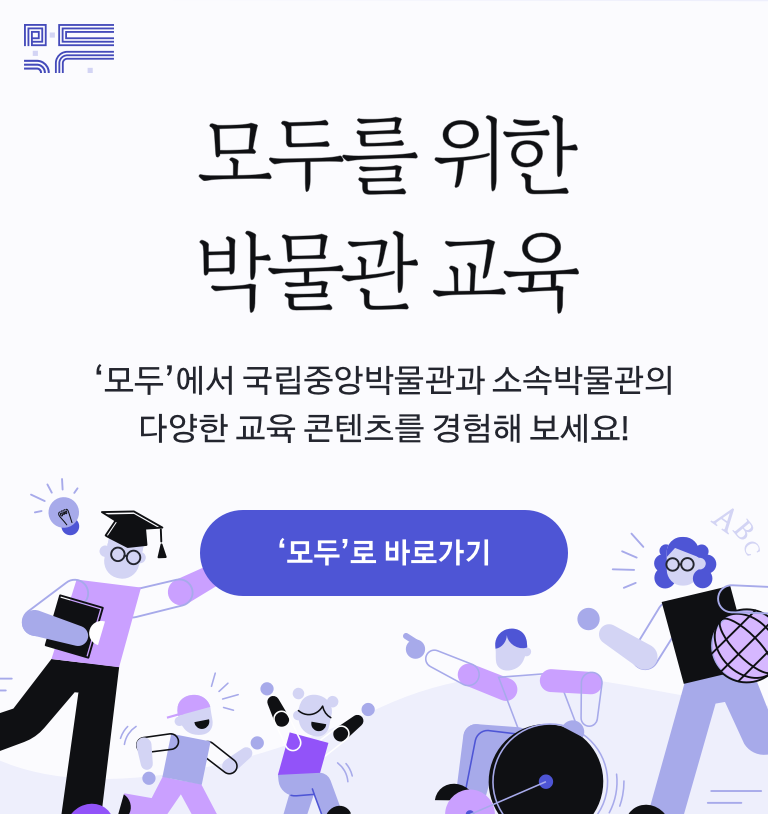 모두를 위한
박물관 교육
‘모두’에서 국립중앙박물관과 소속박물관의
다양한 교육 콘텐츠를 경험해 보세요!
‘모두’로 바로가기
ABC